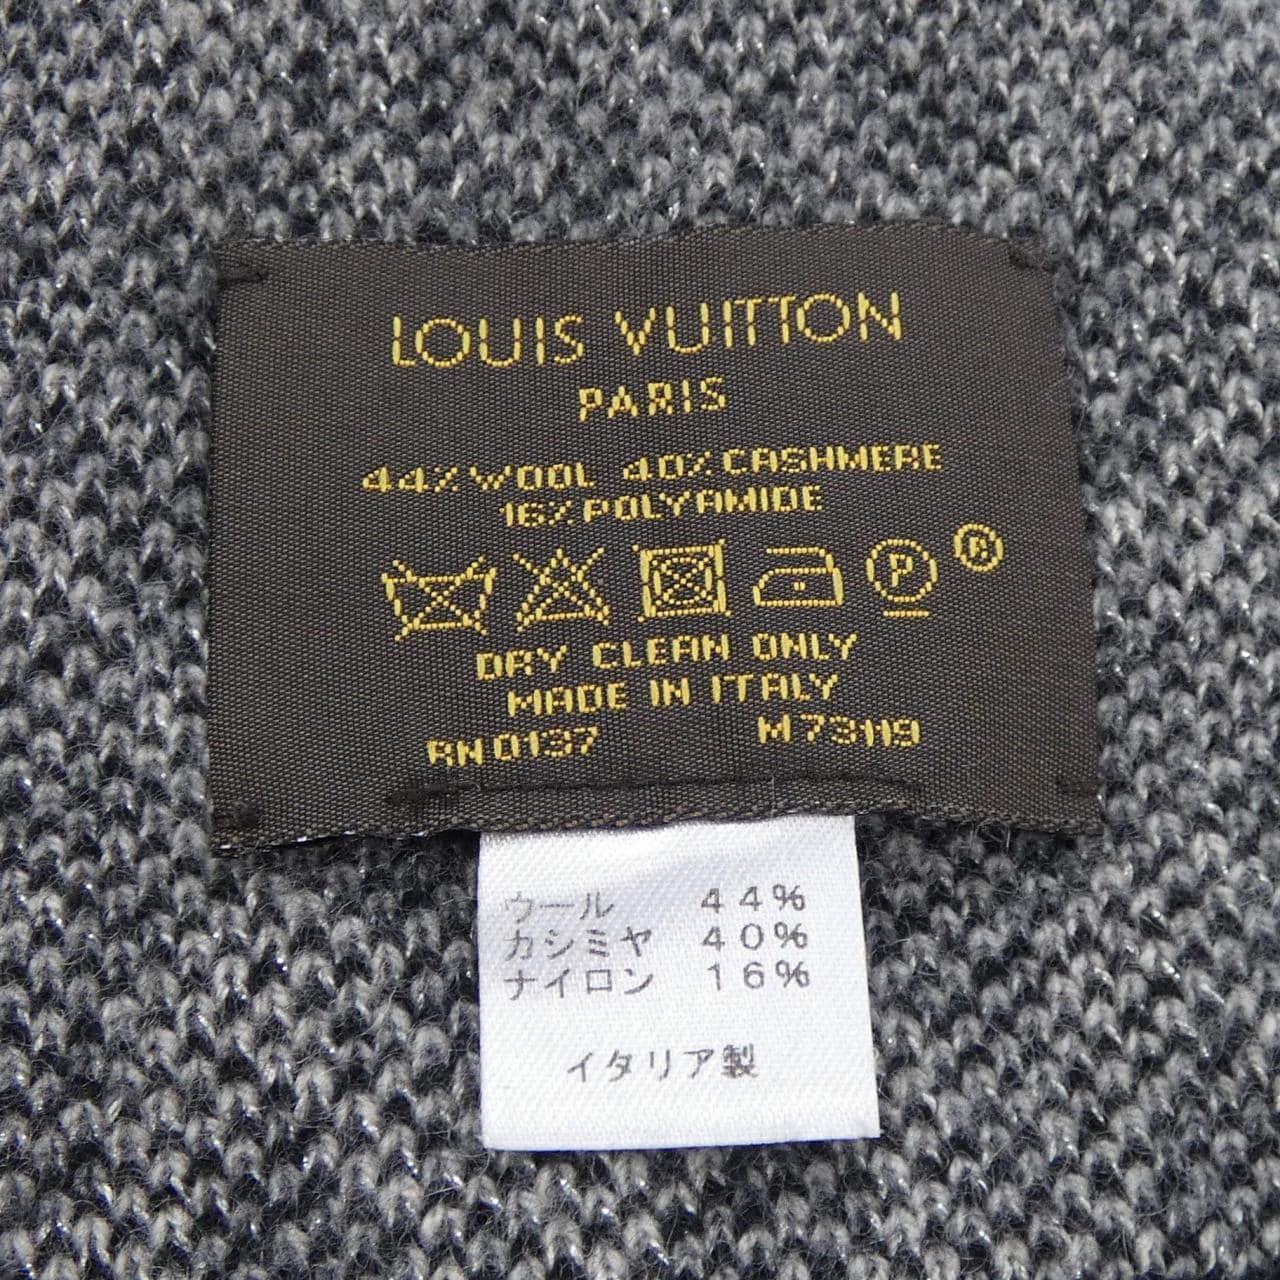 LOUIS VUITTON
PARIS
44% WOOL 40% CASHMERE
16% POLYAMIDE
P ®
DRY CLEAN ONLY
MADE IN ITALY
RN 0137 M73119
ウール 44%
カシミヤ 40%
ナイロン 16%
イタリア製